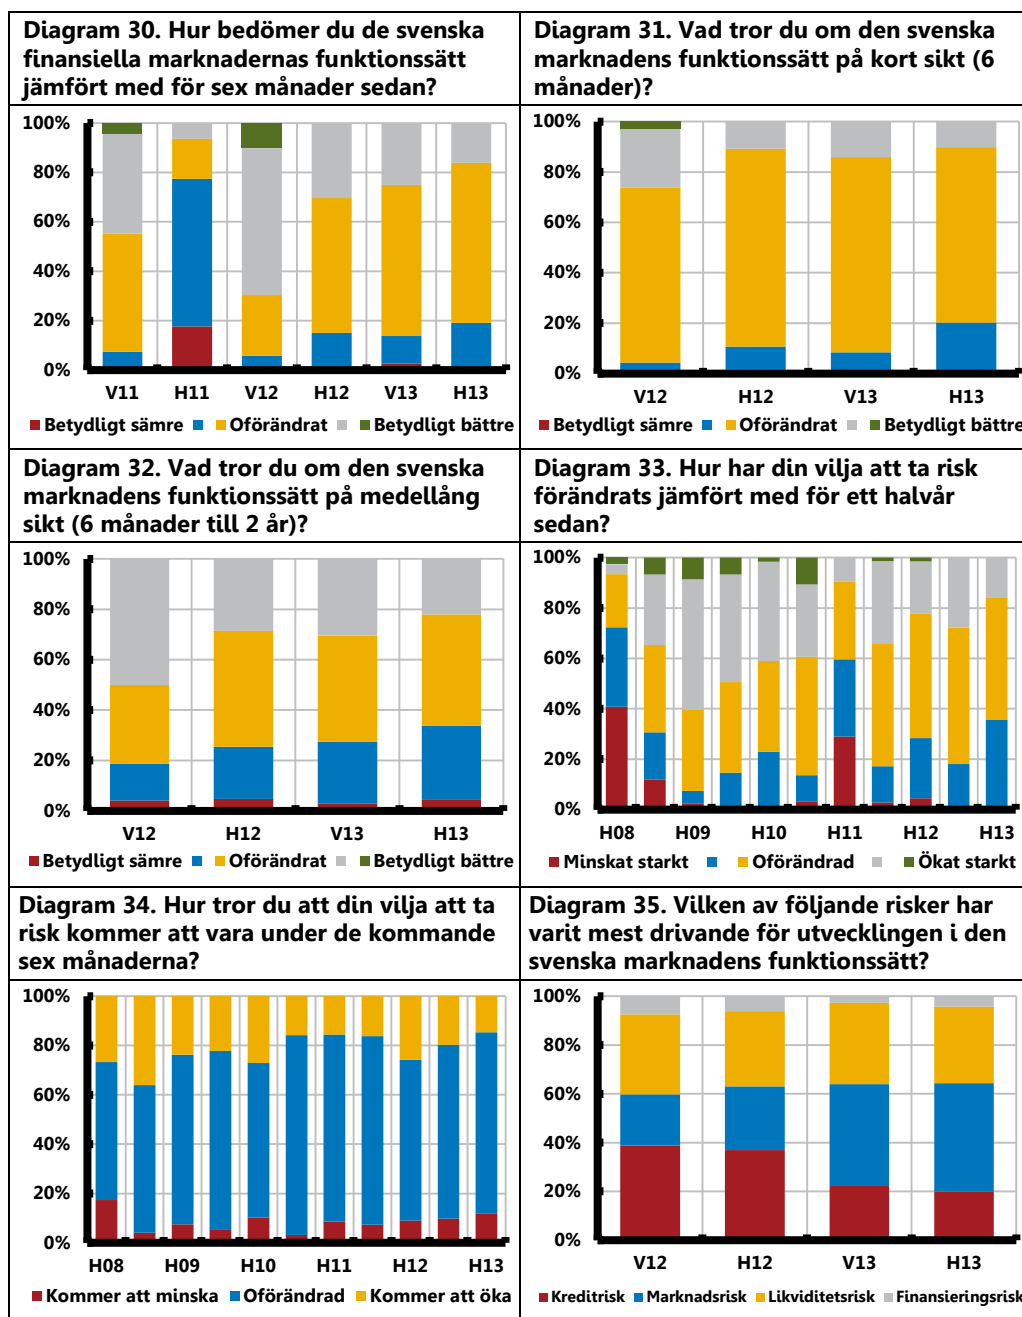 Diagram 30. Hur bedömer du de svenska
finansiella marknadernas funktionssätt
jämfört med för sex månader sedan?
100%
80%
60%
40%
20%
0%
V11 H11 V12 H12 V13 H13
Betydligt sämre Oförändrat Betydligt bättre
Diagram 31. Vad tror du om den svenska
marknadens funktionssätt på kort sikt (6
månader)?
100%
80%
60%
40%
20%
0%
V12 H12 V13 H13
Betydligt sämre Oförändrat Betydligt bättre
Diagram 32. Vad tror du om den svenska
marknadens funktionssätt på medellång
sikt (6 månader till 2 år)?
100%
80%
60%
40%
20%
0%
V12 H12 V13 H13
Betydligt sämre Oförändrat Betydligt bättre
Diagram 33. Hur har din vilja att ta risk
förändrats jämfört med för ett halvår
sedan?
100%
80%
60%
40%
20%
0%
H08 H09 H10 H11 H12 H13
Minskat starkt Oförändrad Ökat starkt
Diagram 34. Hur tror du att din vilja att ta
risk kommer att vara under de kommande
sex månaderna?
100%
80%
60%
40%
20%
0%
H08 H09 H10 H11 H12 H13
Kommer att minska Oförändrad Kommer att öka
Diagram 35. Vilken av följande risker har
varit mest drivande för utvecklingen i den
svenska marknadens funktionssätt?
100%
80%
60%
40%
20%
0%
V12 H12 V13 H13
Kreditrisk Marknadsrisk Likviditetsrisk Finansieringsrisk